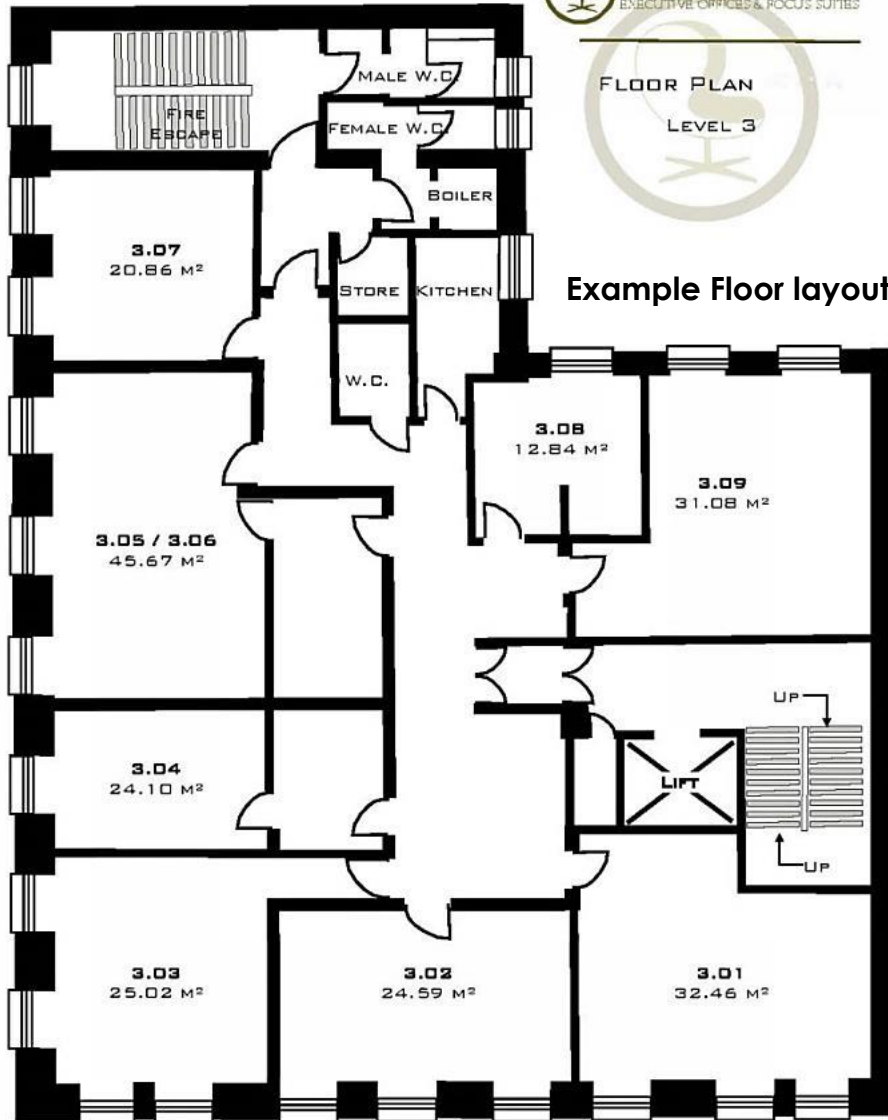 EXECUTIVE OFFICES & FOCUS SUITES
FLOOR PLAN
LEVEL 3
Example Floor layout
MALE W.C.
FIRE
ESCAPE
FEMALE W.C.
BOILER
3.07
20.86 M²
STORE
KITCHEN
W.C.
3.08
12.84 M²
3.09
31.08 M²
3.05 / 3.06
45.67 M²
UP
3.04
24.10 M²
LIFT
UP
3.03
25.02 M²
3.02
24.59 M²
3.01
32.46 M²